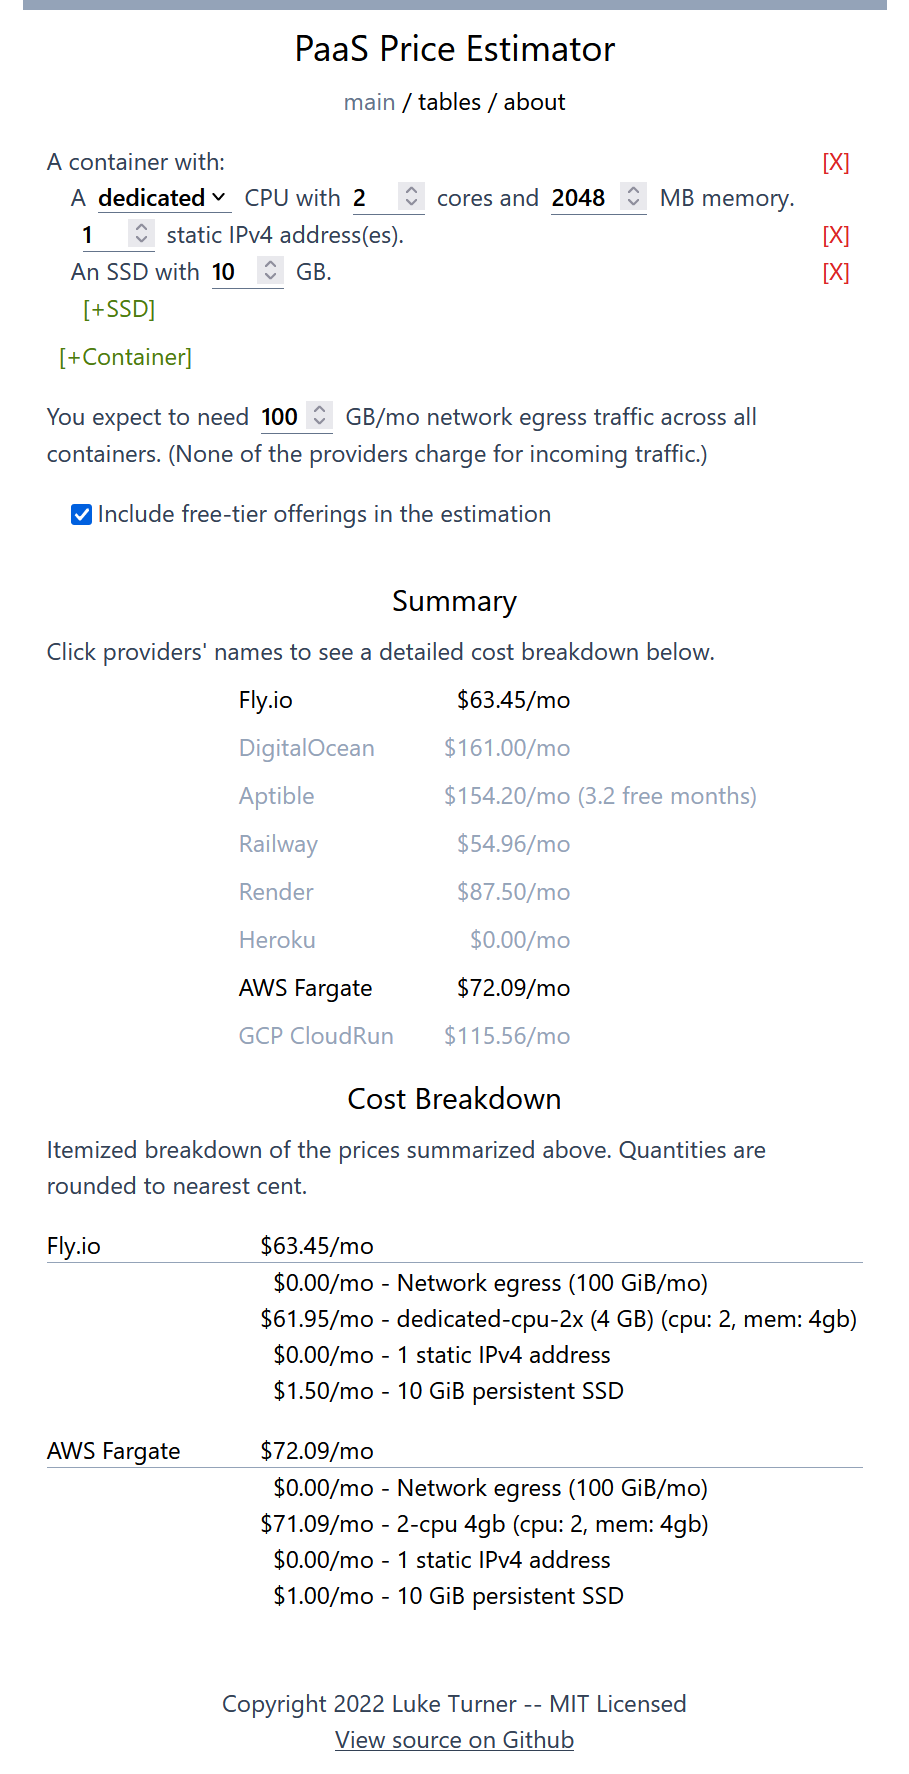 PaaS Price Estimator
main / tables / about
A container with: [X]
A dedicated CPU with 2 cores and 2048 MB memory.
1 static IPv4 address(es). [X]
An SSD with 10 GB. [X]
[+SSD]
[+Container]
You expect to need 100 GB/mo network egress traffic across all
containers. (None of the providers charge for incoming traffic.)
Include free-tier offerings in the estimation
Summary
Click providers' names to see a detailed cost breakdown below.
Fly.io $63.45/mo
DigitalOcean $161.00/mo
Aptible $154.20/mo (3.2 free months)
Railway $54.96/mo
Render $87.50/mo
Heroku $0.00/mo
AWS Fargate $72.09/mo
GCP CloudRun $115.56/mo
Cost Breakdown
Itemized breakdown of the prices summarized above. Quantities are
rounded to nearest cent.
Fly.io $63.45/mo
$0.00/mo - Network egress (100 GiB/mo)
$61.95/mo - dedicated-cpu-2x (4 GB) (cpu: 2, mem: 4gb)
$0.00/mo - 1 static IPv4 address
$1.50/mo - 10 GiB persistent SSD
AWS Fargate $72.09/mo
$0.00/mo - Network egress (100 GiB/mo)
$71.09/mo - 2-cpu 4gb (cpu: 2, mem: 4gb)
$0.00/mo - 1 static IPv4 address
$1.00/mo - 10 GiB persistent SSD
Copyright 2022 Luke Turner -- MIT Licensed
View source on Github